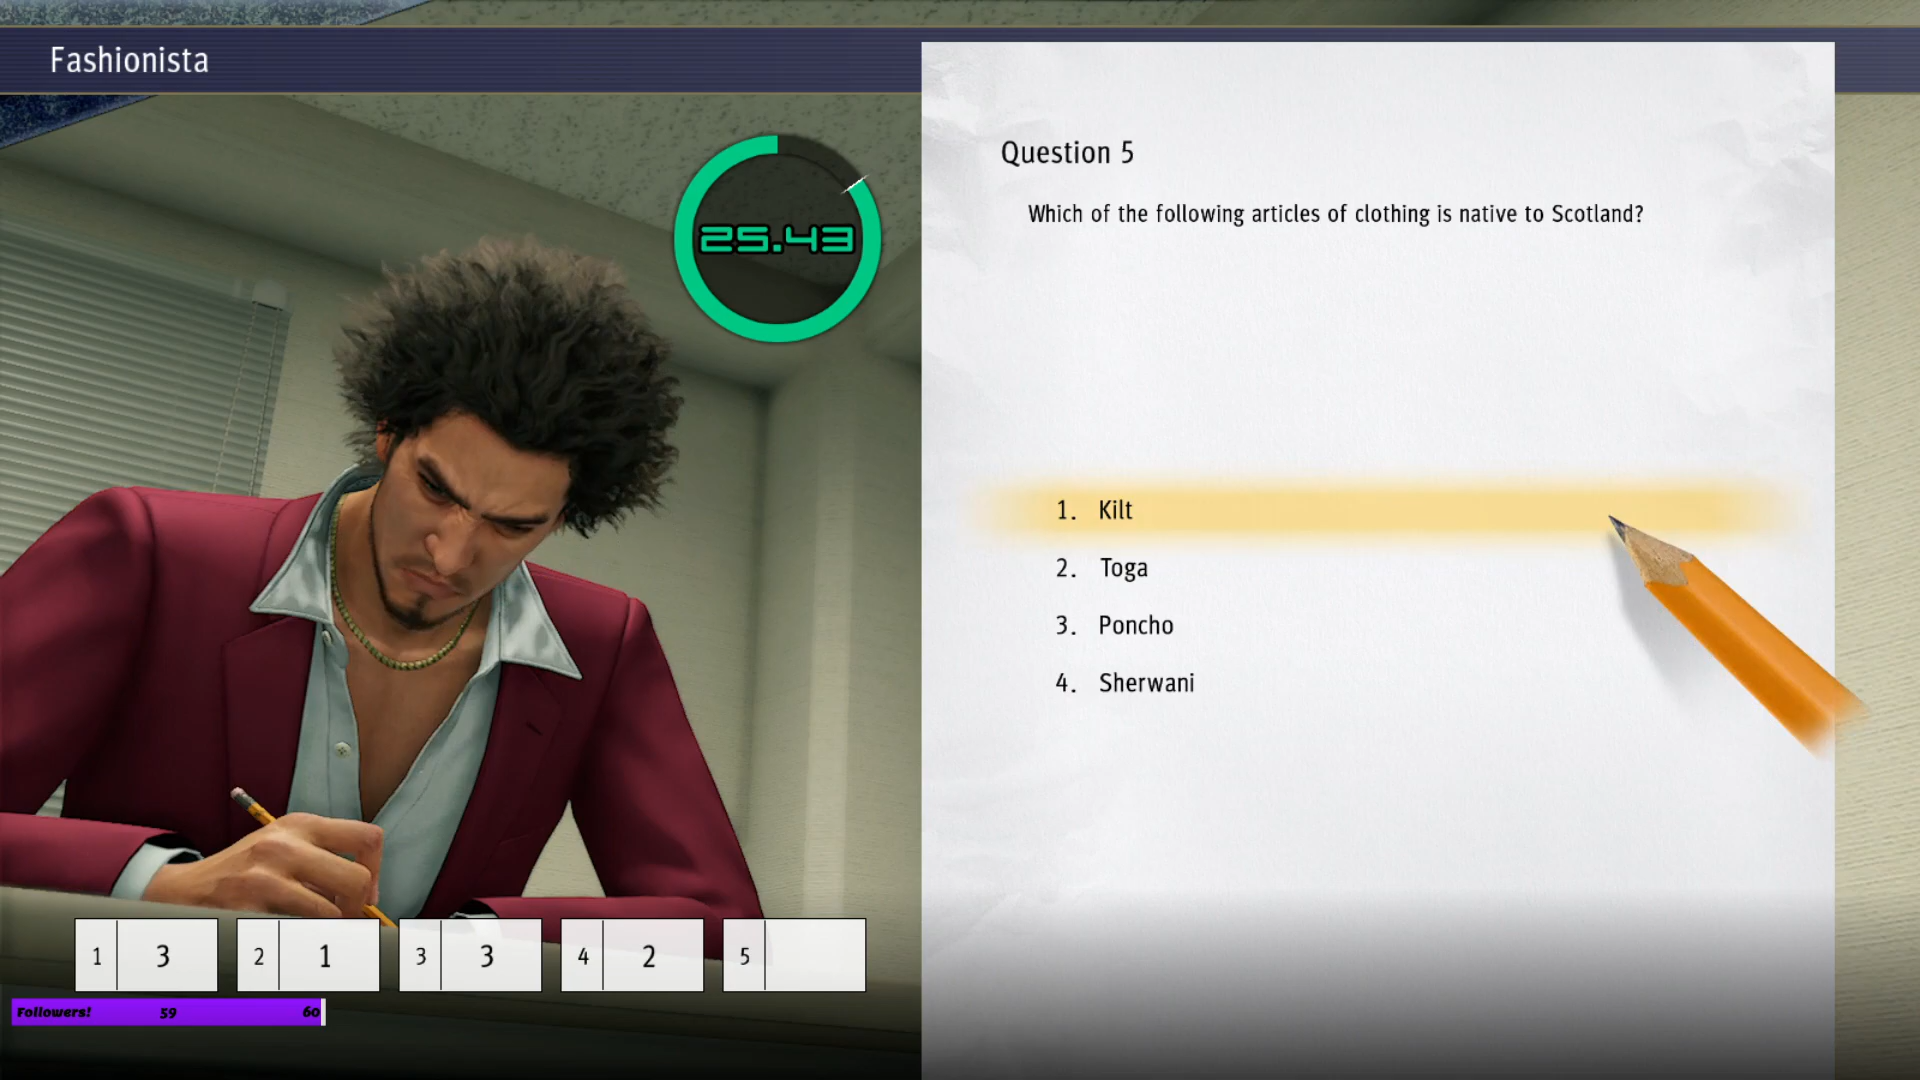 Fashionista
25.43
Question 5
Which of the following articles of clothing is native to Scotland?
1. Kilt
2. Toga
3. Poncho
4. Sherwani
1 3 2 1 3 3 4 2 5
Followers! 59 60